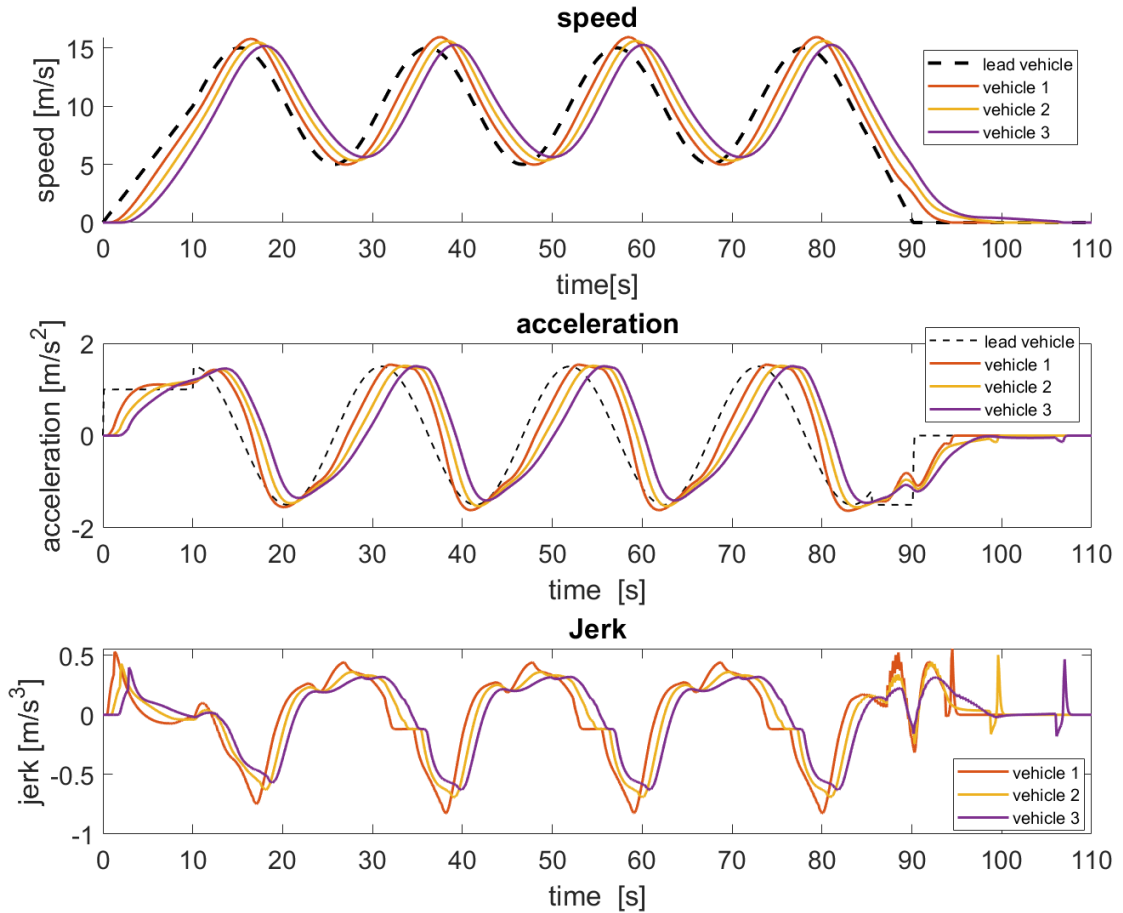 speed
speed [m/s]
15
10
5
0
lead vehicle
vehicle 1
vehicle 2
vehicle 3
0 10 20 30 40 50 60 70 80 90 100 110
time[s]
acceleration
acceleration [m/s²]
2
0
-2
lead vehicle
vehicle 1
vehicle 2
vehicle 3
0 10 20 30 40 50 60 70 80 90 100 110
time [s]
Jerk
jerk [m/s³]
0.5
0
-0.5
-1
vehicle 1
vehicle 2
vehicle 3
0 10 20 30 40 50 60 70 80 90 100 110
time [s]